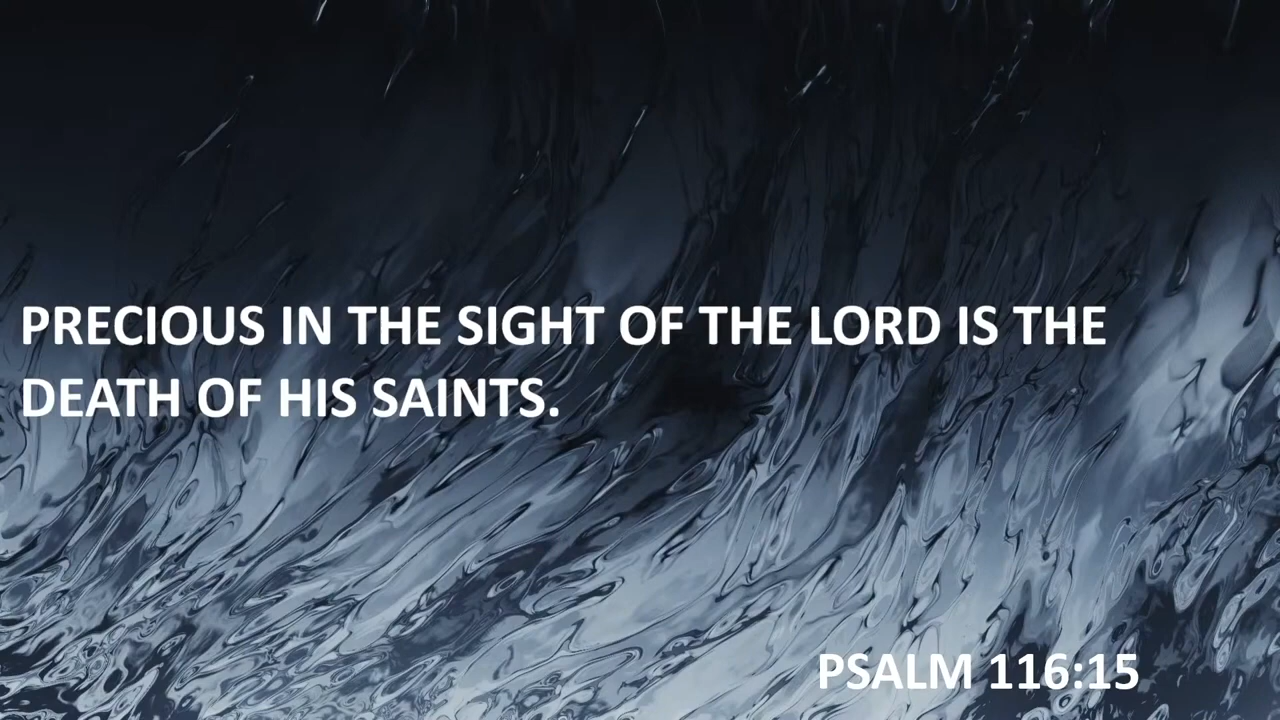 PRECIOUS IN THE SIGHT OF THE LORD IS THE
DEATH OF HIS SAINTS.
PSALM 116:15